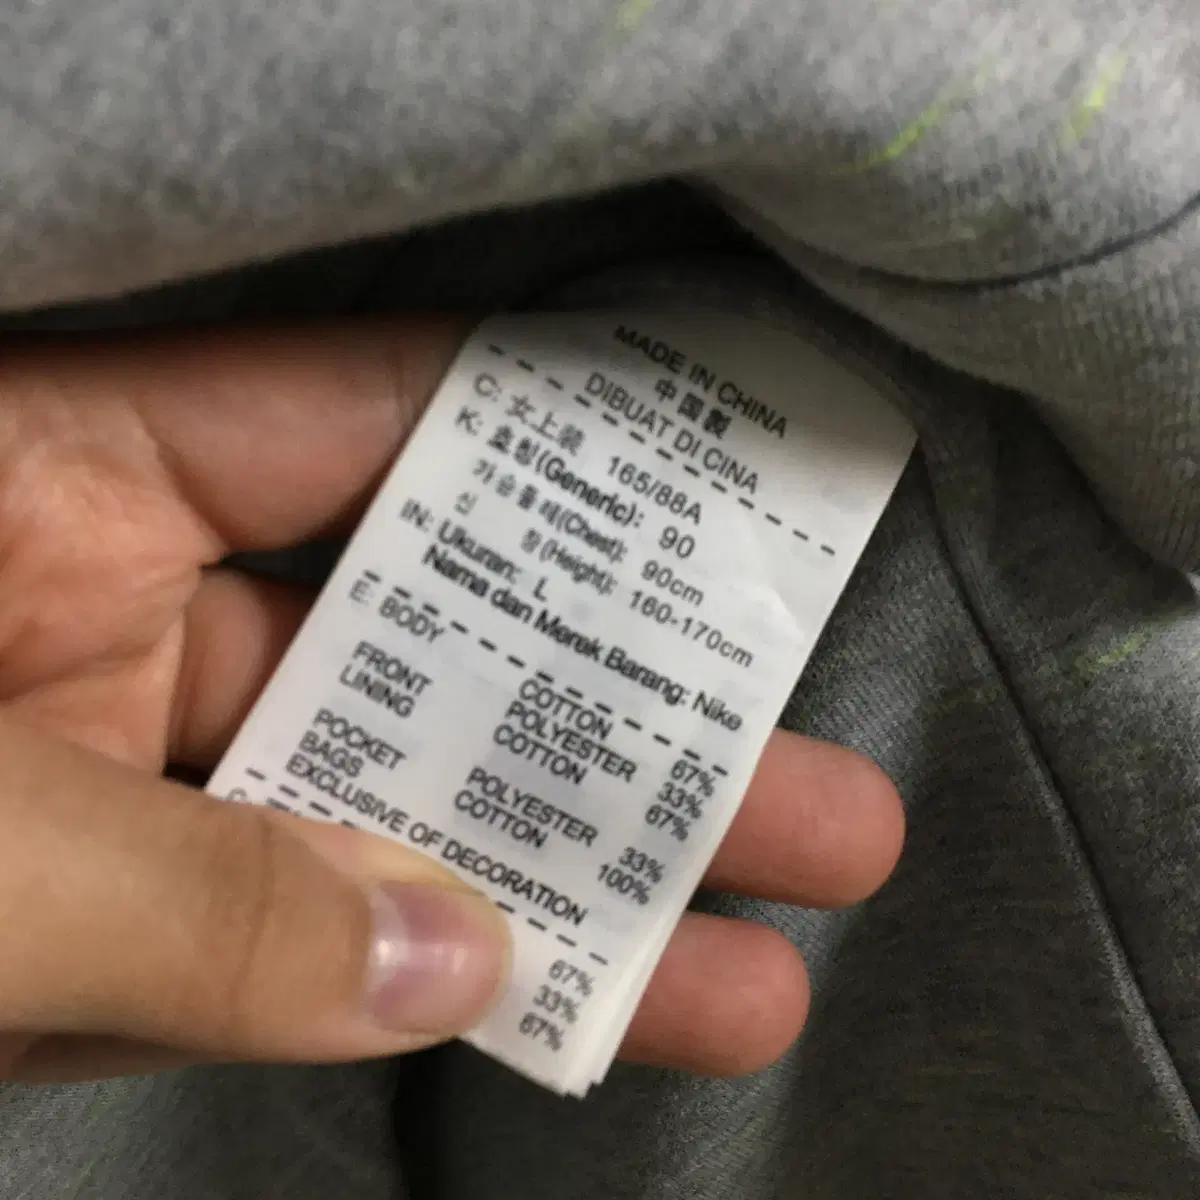 MADE IN CHINA
中国製
DIBUAT DI CINA
C: 女上装 165/88A
K: 호칭(Generic): 90
가슴둘레(Chest): 90cm
신 장(Height): 160-170cm
IN: Ukuran: L
Nama dan Merek Barang: Nike
E: BODY COTTON 67%
POLYESTER 33%
FRONT COTTON 67%
LINING
POLYESTER 33%
POCKET COTTON 100%
BAGS
EXCLUSIVE OF DECORATION
67%
33%
67%